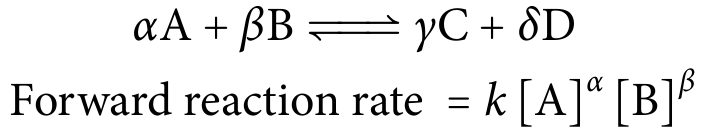 αA + βB ⇌ γC + δD
Forward reaction rate = k [A]^α [B]^β